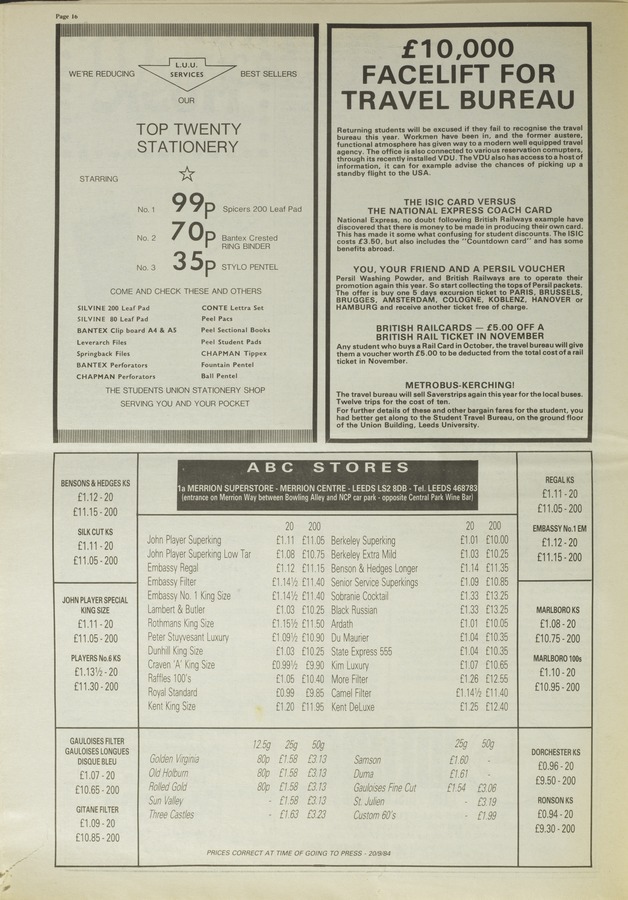 Page 16
L.U.U.
WE'RE REDUCING SERVICES BEST SELLERS
OUR
TOP TWENTY
STATIONERY
STARRING
No. 1 99p Spicers 200 Leaf Pad
No. 2 70p Bantex Crested
RING BINDER
No. 3 35p STYLO PENTEL
COME AND CHECK THESE AND OTHERS
SILVINE 200 Leaf Pad
SILVINE 80 Leaf Pad
BANTEX Clip board A4 & A5
Leverarch Files
Springback Files
BANTEX Perforators
CHAPMAN Perforators
CONTE Lettra Set
Peel Pacs
Peel Sectional Books
Peel Student Pads
CHAPMAN Tippex
Fountain Pentel
Ball Pentel
THE STUDENTS UNION STATIONERY SHOP
SERVING YOU AND YOUR POCKET
£10,000
FACELIFT FOR
TRAVEL BUREAU
Returning students will be excused if they fail to recognise the travel
bureau this year. Workmen have been in, and the former austere,
functional atmosphere has given way to a modern well equipped travel
agency. The office is also connected to various reservation comupters,
through its recently installed VDU. The VDU also has access to a host of
information, it can for example advise the chances of picking up a
standby flight to the USA.
THE ISIC CARD VERSUS
THE NATIONAL EXPRESS COACH CARD
National Express, no doubt following British Railways example have
discovered that there is money to be made in producing their own card.
This has made it some what confusing for student discounts. The ISIC
costs £3.50, but also includes the "Countdown card" and has some
benefits abroad.
YOU, YOUR FRIEND AND A PERSIL VOUCHER
Persil Washing Powder, and British Railways are to operate their
promotion again this year. So start collecting the tops of Persil packets.
The offer is buy one 5 days excursion ticket to PARIS, BRUSSELS,
BRUGGES, AMSTERDAM, COLOGNE, KOBLENZ, HANOVER or
HAMBURG and receive another ticket free of charge.
BRITISH RAILCARDS — £5.00 OFF A
BRITISH RAIL TICKET IN NOVEMBER
Any student who buys a Rail Card in October, the travel bureau will give
them a voucher worth £5.00 to be deducted from the total cost of a rail
ticket in November.
METROBUS-KERCHING!
The travel bureau will sell Saverstrips again this year for the local buses.
Twelve trips for the cost of ten.
For further details of these and other bargain fares for the student, you
had better get along to the Student Travel Bureau, on the ground floor
of the Union Building, Leeds University.
BENSONS & HEDGES KS
£1.12 - 20
£11.15 - 200
SILK CUT KS
£1.11 - 20
£11.05 - 200
JOHN PLAYER SPECIAL
KING SIZE
£1.11 - 20
£11.05 - 200
PLAYERS No.6 KS
£1.13½ - 20
£11.30 - 200
GAULOISES FILTER
GAULOISES LONGUES
DISQUE BLEU
£1.07 - 20
£10.65 - 200
GITANE FILTER
£1.09 - 20
£10.85 - 200
ABC STORES
1a MERRION SUPERSTORE - MERRION CENTRE - LEEDS LS2 8DB - Tel. LEEDS 468783
(entrance on Merrion Way between Bowling Alley and NCP car park - opposite Central Park Wine Bar)
20 200 20 200
John Player Superking £1.11 £11.05 Berkeley Superking £1.01 £10.00
John Player Superking Low Tar £1.08 £10.75 Berkeley Extra Mild £1.03 £10.25
Embassy Regal £1.12 £11.15 Benson & Hedges Longer £1.14 £11.35
Embassy Filter £1.14½ £11.40 Senior Service Superkings £1.09 £10.85
Embassy No. 1 King Size £1.14½ £11.40 Sobranie Cocktail £1.33 £13.25
Lambert & Butler £1.03 £10.25 Black Russian £1.33 £13.25
Rothmans King Size £1.15½ £11.50 Ardath £1.01 £10.05
Peter Stuyvesant Luxury £1.09½ £10.90 Du Maurier £1.04 £10.35
Dunhill King Size £1.03 £10.25 State Express 555 £1.04 £10.35
Craven 'A' King Size £0.99½ £9.90 Kim Luxury £1.07 £10.65
Raffles 100's £1.05 £10.40 More Filter £1.26 £12.55
Royal Standard £0.99 £9.85 Camel Filter £1.14½ £11.40
Kent King Size £1.20 £11.95 Kent DeLuxe £1.25 £12.40
12.5g 25g 50g 25g 50g
Golden Virginia 80p £1.58 £3.13 Samson £1.60 -
Old Holburn 80p £1.58 £3.13 Duma £1.61 -
Rolled Gold 80p £1.58 £3.13 Gauloises Fine Cut £1.54 £3.06
Sun Valley - £1.58 £3.13 St. Julien - £3.19
Three Castles - £1.63 £3.23 Custom 60's - £1.99
PRICES CORRECT AT TIME OF GOING TO PRESS - 20/9/84
REGAL KS
£1.11 - 20
£11.05 - 200
EMBASSY No.1 EM
£1.12 - 20
£11.15 - 200
MARLBORO KS
£1.08 - 20
£10.75 - 200
MARLBORO 100s
£1.10 - 20
£10.95 - 200
DORCHESTER KS
£0.96 - 20
£9.50 - 200
RONSON KS
£0.94 - 20
£9.30 - 200